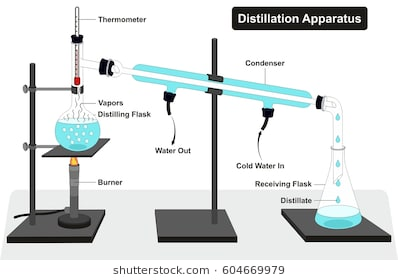 Distillation Apparatus
Thermometer
Condenser
Vapors
Distilling Flask
Water Out
Cold Water In
Burner
Receiving Flask
Distillate
shutterstock.com • 604669979